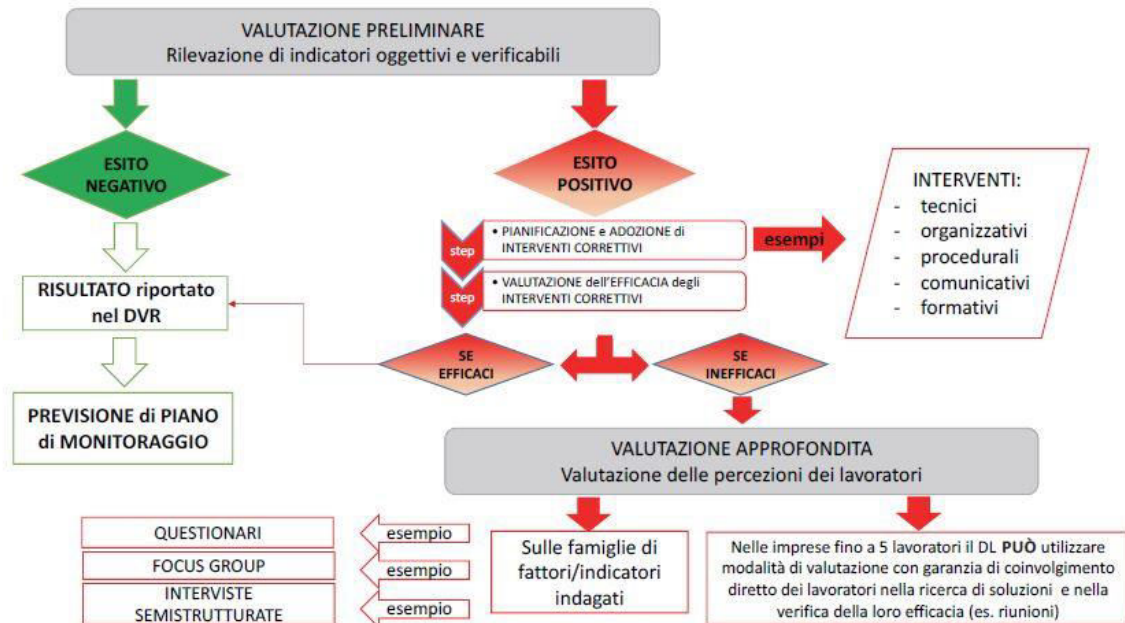 VALUTAZIONE PRELIMINARE
Rilevazione di indicatori oggettivi e verificabili
ESITO
NEGATIVO
ESITO
POSITIVO
RISULTATO riportato
nel DVR
PREVISIONE di PIANO
di MONITORAGGIO
step
• PIANIFICAZIONE e ADOZIONE di
INTERVENTI CORRETTIVI
esempi
INTERVENTI:
- tecnici
- organizzativi
- procedurali
- comunicativi
- formativi
step
• VALUTAZIONE dell'EFFICACIA degli
INTERVENTI CORRETTIVI
SE
EFFICACI
SE
INEFFICACI
VALUTAZIONE APPROFONDITA
Valutazione delle percezioni dei lavoratori
QUESTIONARI
esempio
FOCUS GROUP
esempio
INTERVISTE
SEMISTRUTTURATE
esempio
Sulle famiglie di
fattori/indicatori
indagati
Nelle imprese fino a 5 lavoratori il DL PUÒ utilizzare
modalità di valutazione con garanzia di coinvolgimento
diretto dei lavoratori nella ricerca di soluzioni e nella
verifica della loro efficacia (es. riunioni)